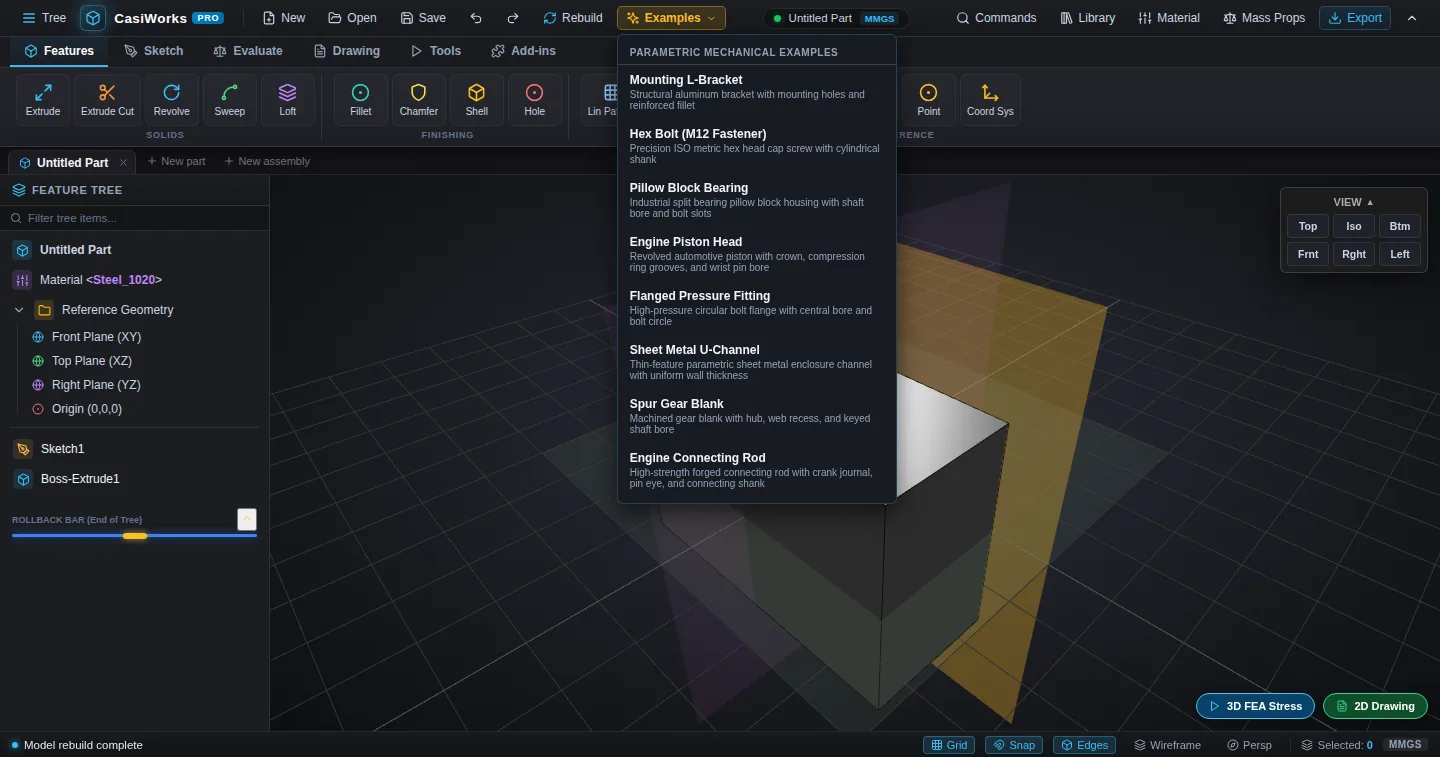 Tree
CasiWorks PRO
New
Open
Save
Rebuild
Examples
Untitled Part MMGS
Commands
Library
Material
Mass Props
Export
Features
Sketch
Evaluate
Drawing
Tools
Add-ins
Extrude
Extrude Cut
Revolve
Sweep
Loft
Fillet
Chamfer
Shell
Hole
Point
Coord Sys
SOLIDS
FINISHING
PARAMETRIC MECHANICAL EXAMPLES
Mounting L-Bracket
Structural aluminum bracket with mounting holes and
reinforced fillet
Hex Bolt (M12 Fastener)
Precision ISO metric hex head cap screw with cylindrical
shank
Pillow Block Bearing
Industrial split bearing pillow block housing with shaft
bore and bolt slots
Engine Piston Head
Revolved automotive piston with crown, compression
ring grooves, and wrist pin bore
Flanged Pressure Fitting
High-pressure circular bolt flange with central bore and
bolt circle
Sheet Metal U-Channel
Thin-feature parametric sheet metal enclosure channel
with uniform wall thickness
Spur Gear Blank
Machined gear blank with hub, web recess, and keyed
shaft bore
Engine Connecting Rod
High-strength forged connecting rod with crank journal,
pin eye, and connecting shank
Untitled Part
New part
New assembly
FEATURE TREE
Filter tree items...
Untitled Part
Material <Steel_1020>
Reference Geometry
Front Plane (XY)
Top Plane (XZ)
Right Plane (YZ)
Origin (0,0,0)
Sketch1
Boss-Extrude1
ROLLBACK BAR (End of Tree)
VIEW ▲
Top
Iso
Btm
Frnt
Rght
Left
3D FEA Stress
2D Drawing
Model rebuild complete
Grid
Snap
Edges
Wireframe
Persp
Selected: 0
MMGS